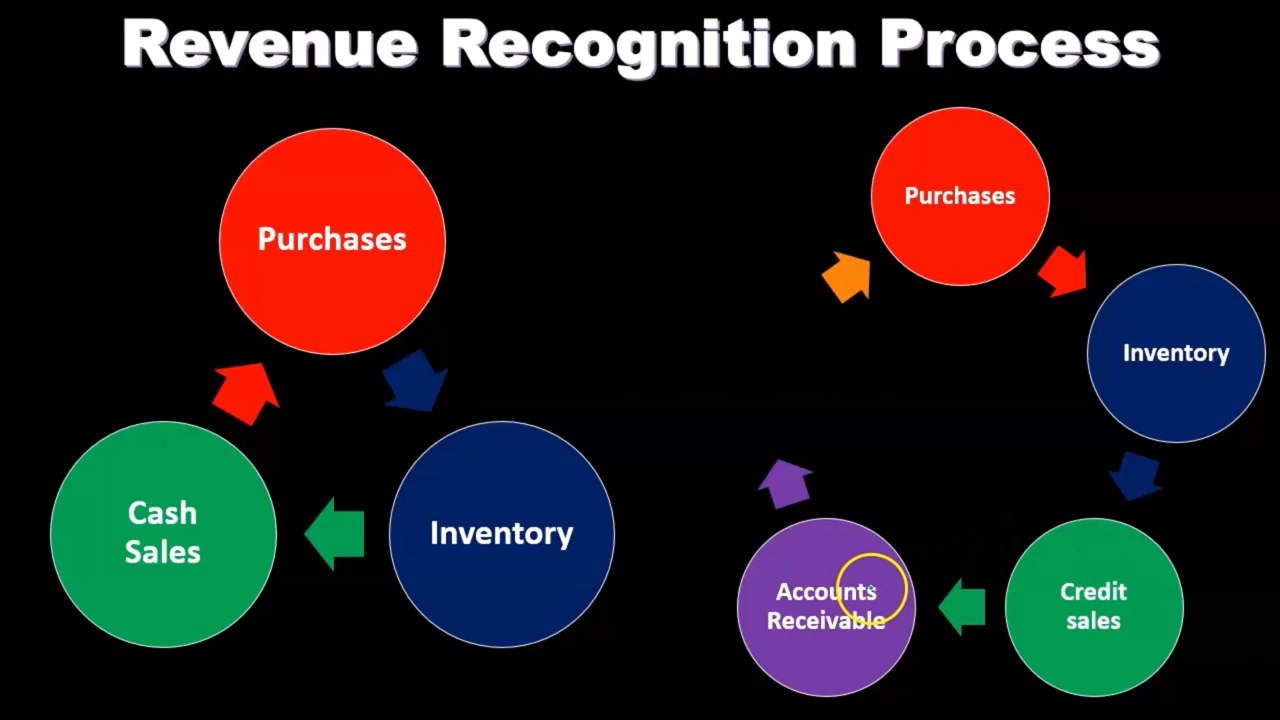 Revenue Recognition Process
Purchases
Inventory
Cash
Sales
Purchases
Inventory
Credit
sales
Accounts
Receivable